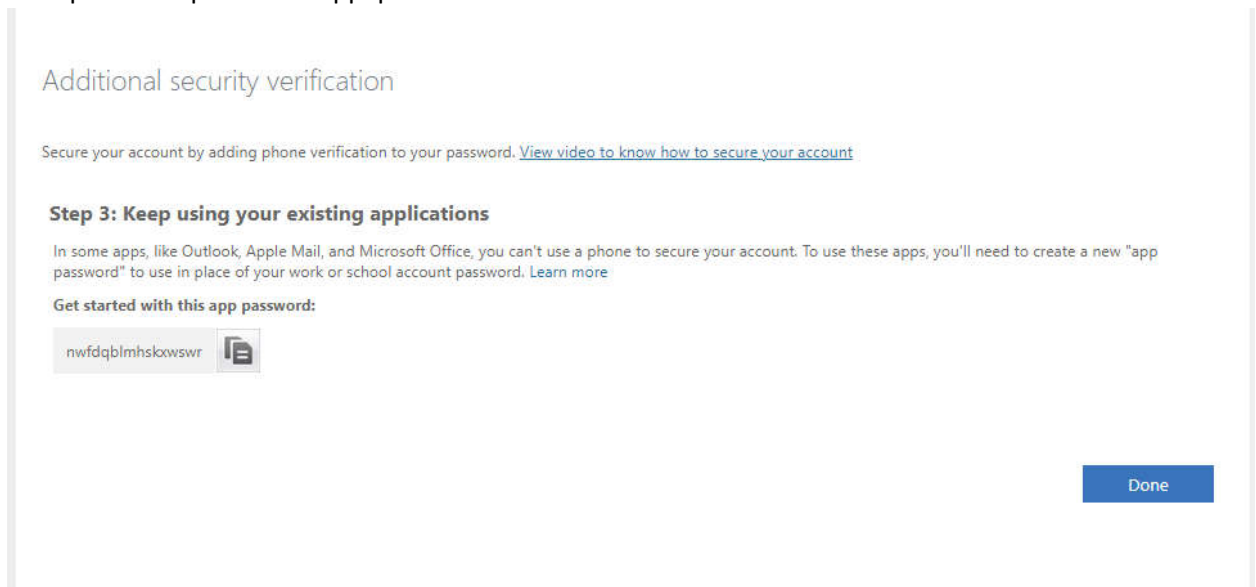 Additional security verification
Secure your account by adding phone verification to your password. View video to know how to secure your account
Step 3: Keep using your existing applications
In some apps, like Outlook, Apple Mail, and Microsoft Office, you can't use a phone to secure your account. To use these apps, you'll need to create a new "app
password" to use in place of your work or school account password. Learn more
Get started with this app password:
nwfdqblmhskxwswr
Done